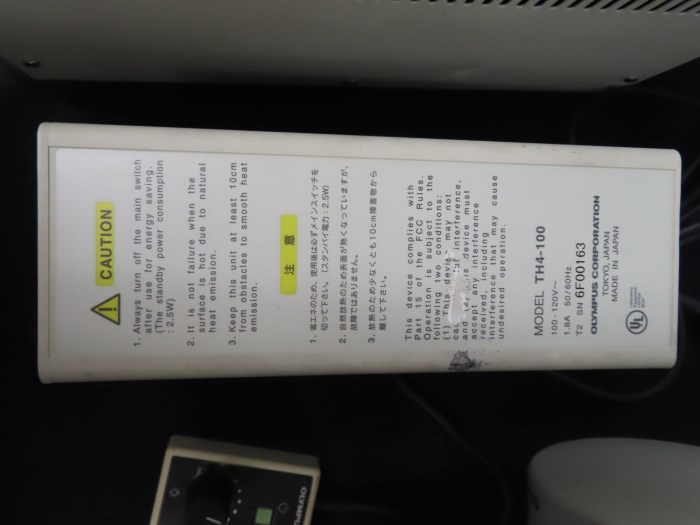 CAUTION
1. Always turn off the main switch
after use for energy saving.
(The standby power consumption
: 2.5W)
2. It is not failure when the
surface is hot due to natural
heat emission.
3. Keep this unit at least 10cm
from obstacles to smooth heat
emission.
注 意
1. 省エネのため、使用後は必ずメインスイッチを
切って下さい。 (スタンバイ電力：2.5W)
2. 自然放熱のため表面が熱くなっていますが、
故障ではありません。
3. 放熱のため少なくとも10cm障害物から
離して下さい。
This device complies with
Part 15 of the FCC Rules.
Operation is subject to the
following two conditions:
(1) This device may not
interference,
and device must
accept any interference
received, including
interference that may cause
undesired operation.
MODEL TH4-100
100-120V~
1.8A 50/60Hz
T2 SN 6F00163
OLYMPUS CORPORATION
TOKYO, JAPAN
MADE IN JAPAN
UL
OLYMPUS